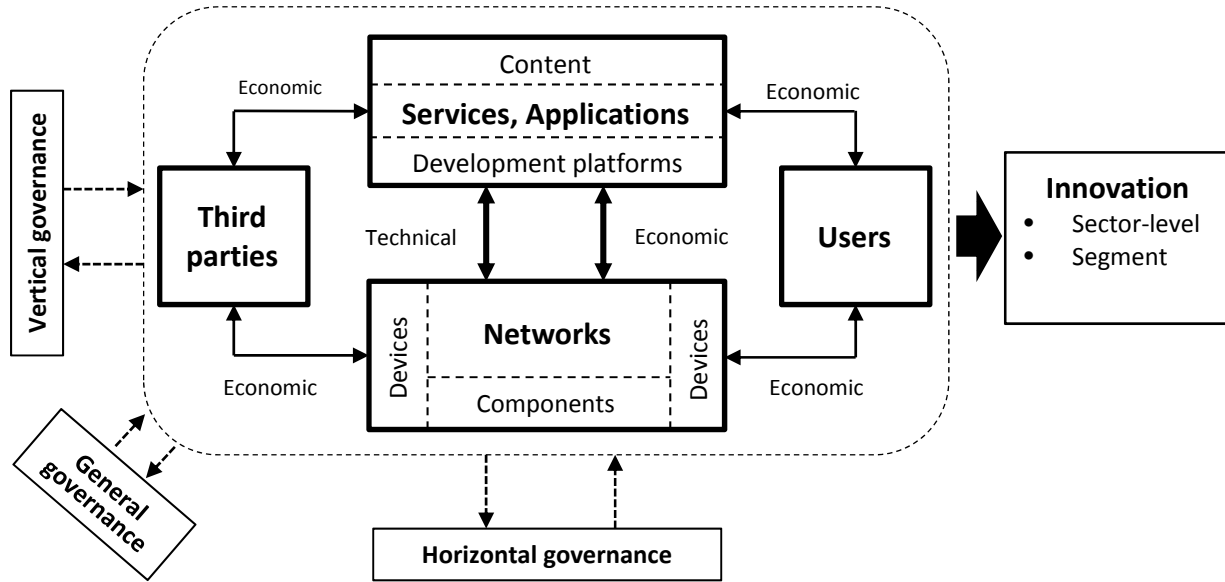 Content
Economic
Economic
Services, Applications
Development platforms
Vertical governance
Third
parties
Technical
Economic
Users
Innovation
• Sector-level
• Segment
Devices
Networks
Devices
Components
Economic
Economic
General
governance
Horizontal governance